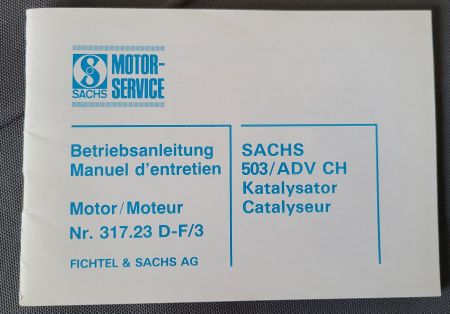 SACHS
MOTOR-
SERVICE
Betriebsanleitung
Manuel d'entretien
Motor/Moteur
Nr. 317.23 D-F/3
FICHTEL & SACHS AG
SACHS
503/ADV CH
Katalysator
Catalyseur